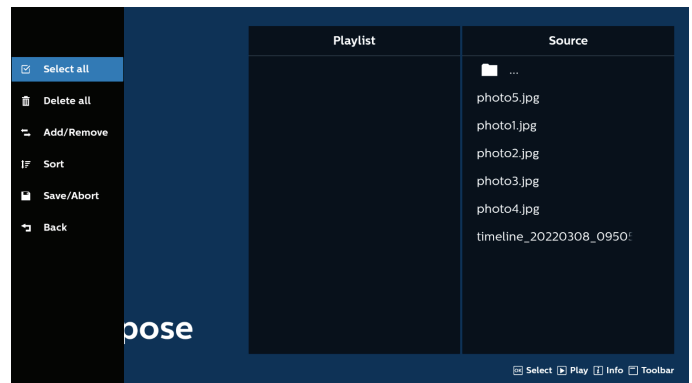 Select all
Delete all
Add/Remove
Sort
Save/Abort
Back
pose
Playlist
Source
...
photo5.jpg
photo1.jpg
photo2.jpg
photo3.jpg
photo4.jpg
timeline_20220308_0950
OK Select Play Info Toolbar